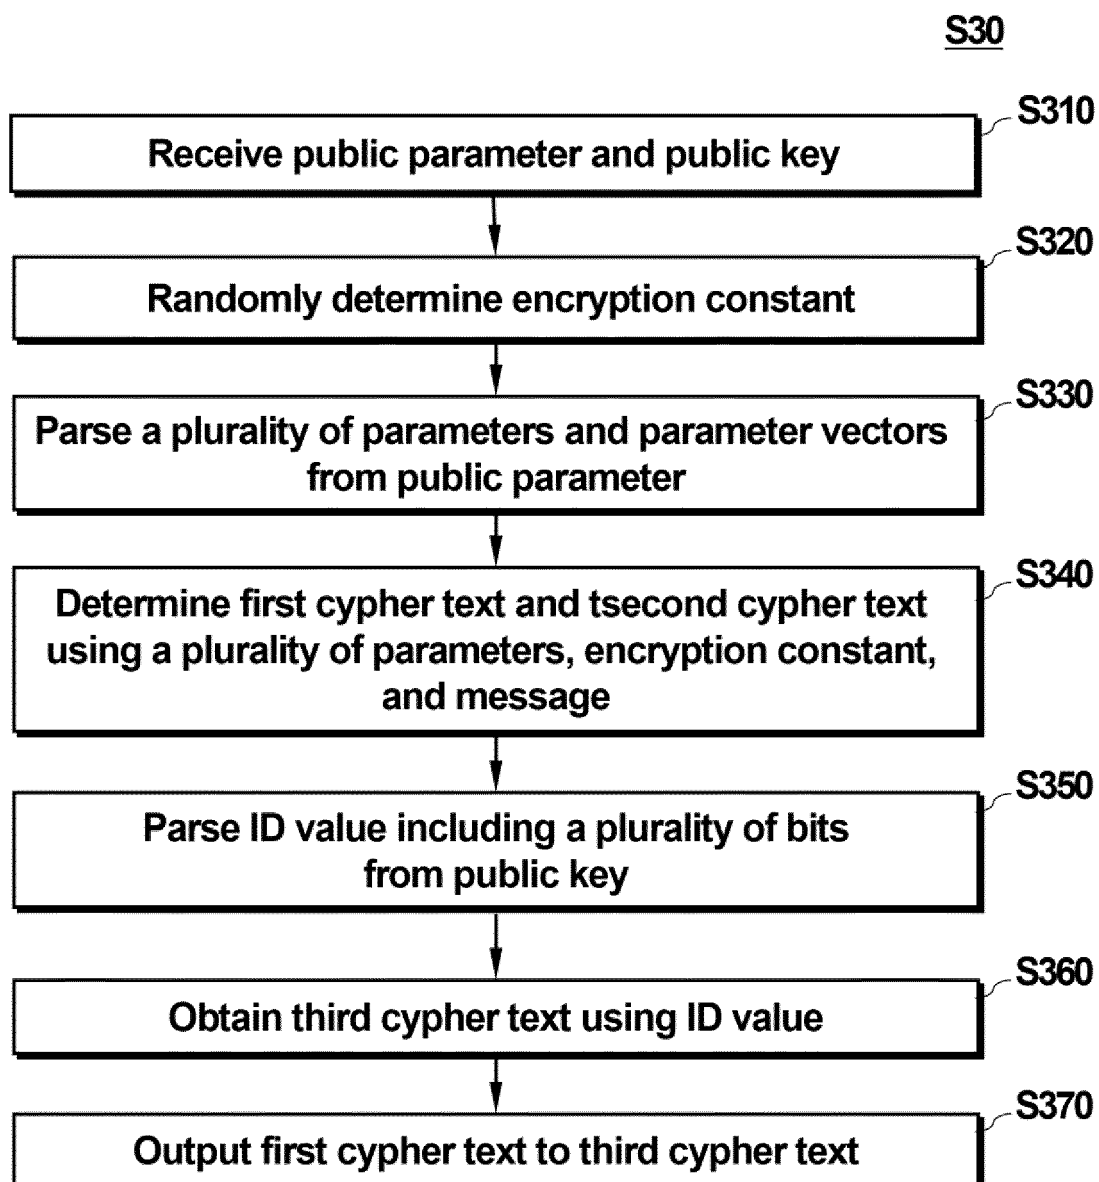 S30
S310
Receive public parameter and public key
S320
Randomly determine encryption constant
S330
Parse a plurality of parameters and parameter vectors
from public parameter
S340
Determine first cypher text and tsecond cypher text
using a plurality of parameters, encryption constant,
and message
S350
Parse ID value including a plurality of bits
from public key
S360
Obtain third cypher text using ID value
S370
Output first cypher text to third cypher text